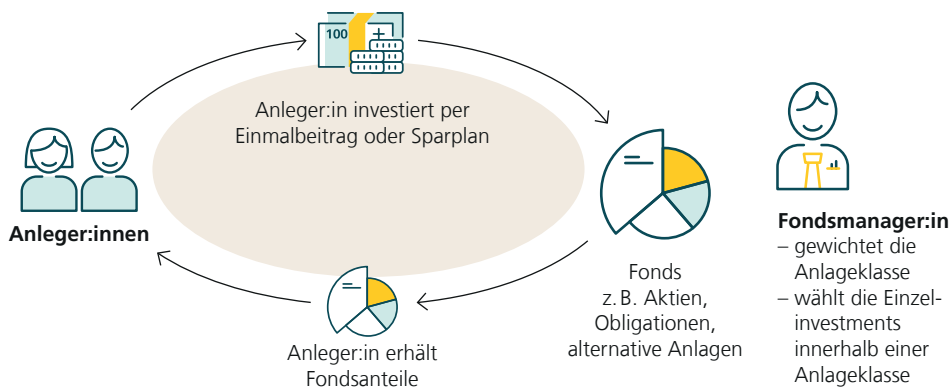 100
+
Anleger:in investiert per
Einmalbeitrag oder Sparplan
Anleger:innen
Fonds
z.B. Aktien,
Obligationen,
alternative Anlagen
Anleger:in erhält
Fondsanteile
Fondsmanager:in
– gewichtet die
Anlageklasse
– wählt die Einzel-
investments
innerhalb einer
Anlageklasse